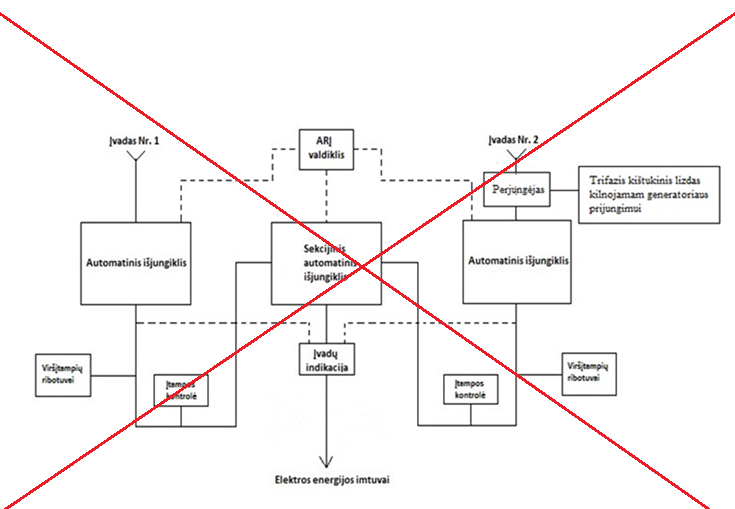 Įvadas Nr. 1
ARĮ
valdiklis
Įvadas Nr. 2
Perjungėjas
Trifazis kištukinis lizdas
kilnojamam generatoriaus
prijungimui
Automatinis išjungiklis
Sekcijinis
automatinis
išjungiklis
Automatinis išjungiklis
Įvadų
indikacija
Viršįtampių
ribotuvai
Įtampos
kontrolė
Įtampos
kontrolė
Viršįtampių
ribotuvai
Elektros energijos imtuvai